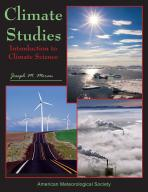 Climate
Studies
Introduction to
Climate Science
Joseph M. Moran
American Meteorological Society